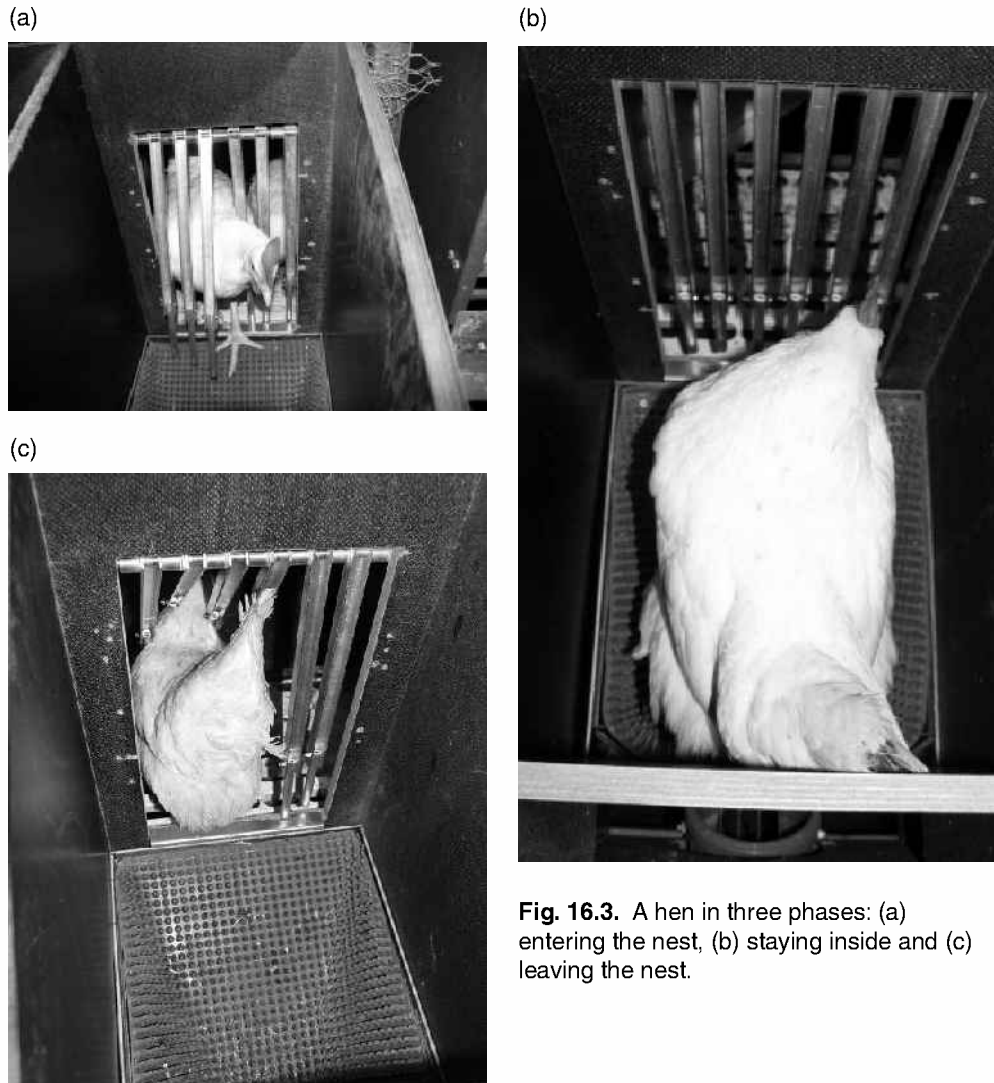 (a)
(b)
(c)
Fig. 16.3. A hen in three phases: (a)
entering the nest, (b) staying inside and (c)
leaving the nest.